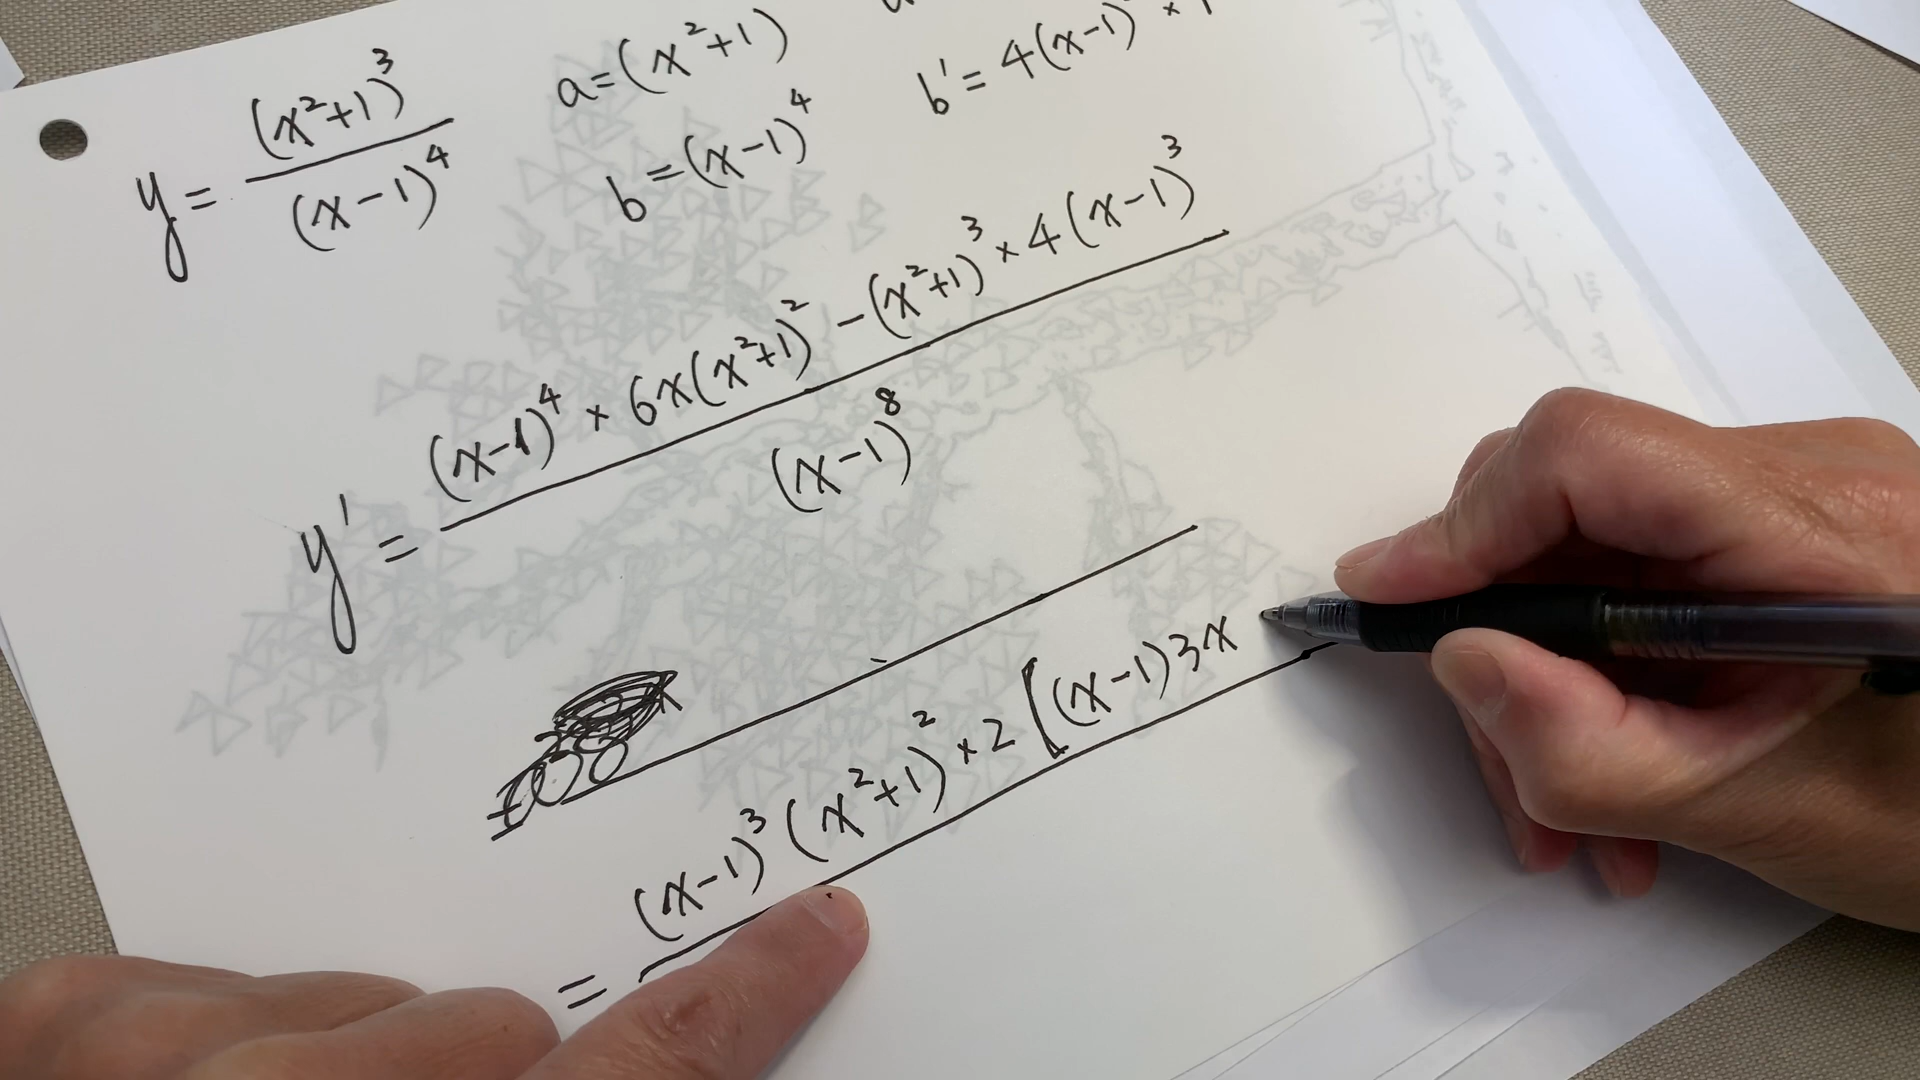 y = (x²+1)³ / (x-1)⁴
a = (x²+1)
b = (x-1)⁴
b' = 4(x-1) × 1
y' = (x-1)⁴ × 6x(x²+1)² - (x²+1)³ × 4(x-1)³ / (x-1)⁸
= (x-1)³ (x²+1)² × 2 [(x-1) 3x